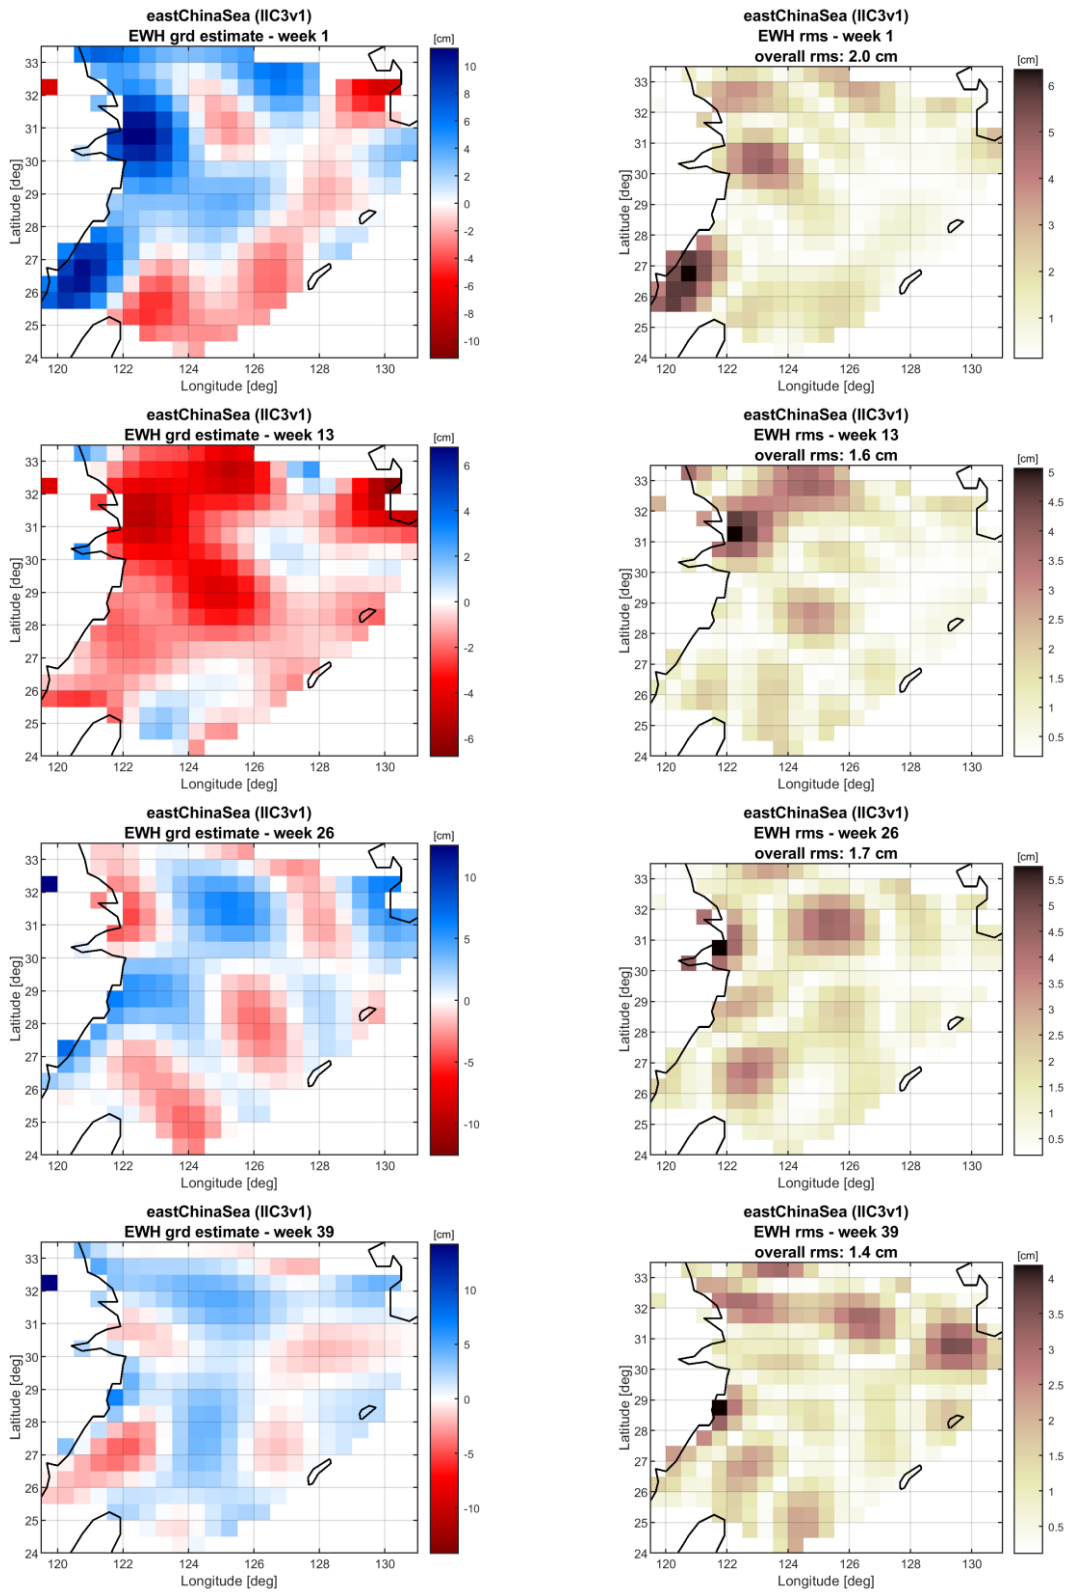 eastChinaSea (IIC3v1)
EWH grd estimate - week 1
[cm]
33
32
31
30
29
28
27
26
25
24
Latitude [deg]
120 122 124 126 128 130
Longitude [deg]
10
8
6
4
2
0
-2
-4
-6
-8
-10
eastChinaSea (IIC3v1)
EWH rms - week 1
overall rms: 2.0 cm
[cm]
33
32
31
30
29
28
27
26
25
24
Latitude [deg]
120 122 124 126 128 130
Longitude [deg]
6
5
4
3
2
1
eastChinaSea (IIC3v1)
EWH grd estimate - week 13
[cm]
33
32
31
30
29
28
27
26
25
24
Latitude [deg]
120 122 124 126 128 130
Longitude [deg]
6
4
2
0
-2
-4
-6
eastChinaSea (IIC3v1)
EWH rms - week 13
overall rms: 1.6 cm
[cm]
33
32
31
30
29
28
27
26
25
24
Latitude [deg]
120 122 124 126 128 130
Longitude [deg]
5
4.5
4
3.5
3
2.5
2
1.5
1
0.5
eastChinaSea (IIC3v1)
EWH grd estimate - week 26
[cm]
33
32
31
30
29
28
27
26
25
24
Latitude [deg]
120 122 124 126 128 130
Longitude [deg]
10
5
0
-5
-10
eastChinaSea (IIC3v1)
EWH rms - week 26
overall rms: 1.7 cm
[cm]
33
32
31
30
29
28
27
26
25
24
Latitude [deg]
120 122 124 126 128 130
Longitude [deg]
5.5
5
4.5
4
3.5
3
2.5
2
1.5
1
0.5
eastChinaSea (IIC3v1)
EWH grd estimate - week 39
[cm]
33
32
31
30
29
28
27
26
25
24
Latitude [deg]
120 122 124 126 128 130
Longitude [deg]
10
5
0
-5
-10
eastChinaSea (IIC3v1)
EWH rms - week 39
overall rms: 1.4 cm
[cm]
33
32
31
30
29
28
27
26
25
24
Latitude [deg]
120 122 124 126 128 130
Longitude [deg]
4
3.5
3
2.5
2
1.5
1
0.5